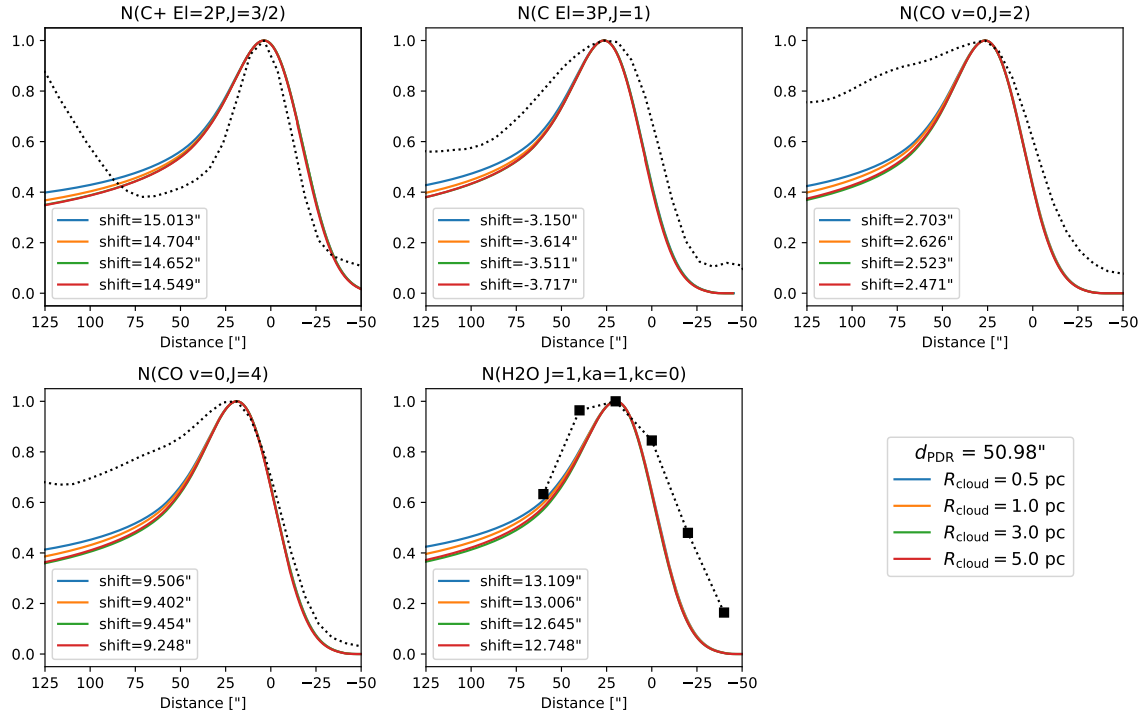 N(C+ El=2P,J=3/2)
1.0
0.8
0.6
0.4
0.2
0.0
shift=15.013"
shift=14.704"
shift=14.652"
shift=14.549"
125 100 75 50 25 0 −25 −50
Distance ["]
N(C El=3P,J=1)
1.0
0.8
0.6
0.4
0.2
0.0
shift=-3.150"
shift=-3.614"
shift=-3.511"
shift=-3.717"
125 100 75 50 25 0 −25 −50
Distance ["]
N(CO v=0,J=2)
1.0
0.8
0.6
0.4
0.2
0.0
shift=2.703"
shift=2.626"
shift=2.523"
shift=2.471"
125 100 75 50 25 0 −25 −50
Distance ["]
N(CO v=0,J=4)
1.0
0.8
0.6
0.4
0.2
0.0
shift=9.506"
shift=9.402"
shift=9.454"
shift=9.248"
125 100 75 50 25 0 −25 −50
Distance ["]
N(H2O J=1,ka=1,kc=0)
1.0
0.8
0.6
0.4
0.2
0.0
shift=13.109"
shift=13.006"
shift=12.645"
shift=12.748"
125 100 75 50 25 0 −25 −50
Distance ["]
dPDR = 50.98"
Rcloud = 0.5 pc
Rcloud = 1.0 pc
Rcloud = 3.0 pc
Rcloud = 5.0 pc